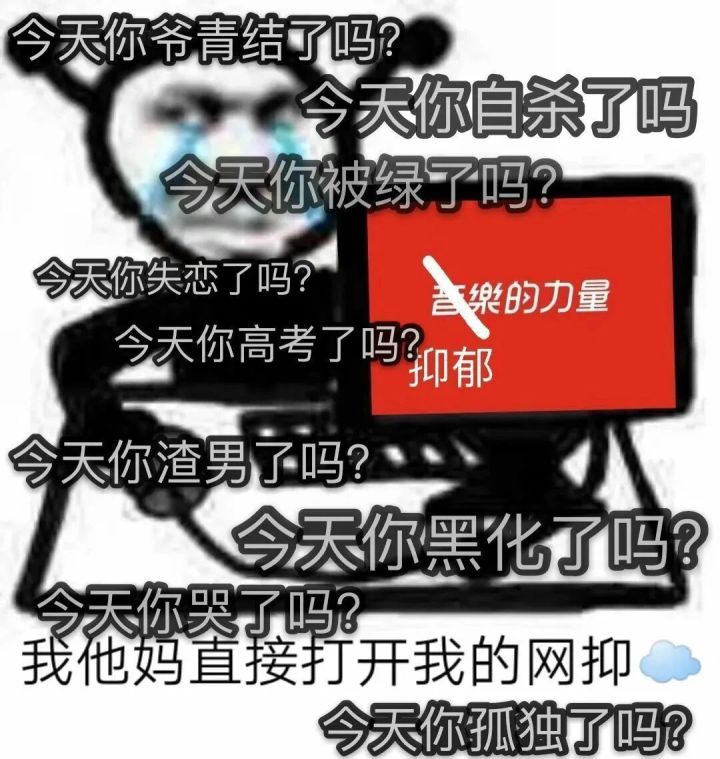 今天你爷青结了吗?
今天你自杀了吗
今天你被绿了吗?
今天你失恋了吗?
音樂的力量
今天你高考了吗?
抑郁
今天你渣男了吗?
今天你黑化了吗?
今天你哭了吗?
我他妈直接打开我的网抑☁️
今天你孤独了吗?